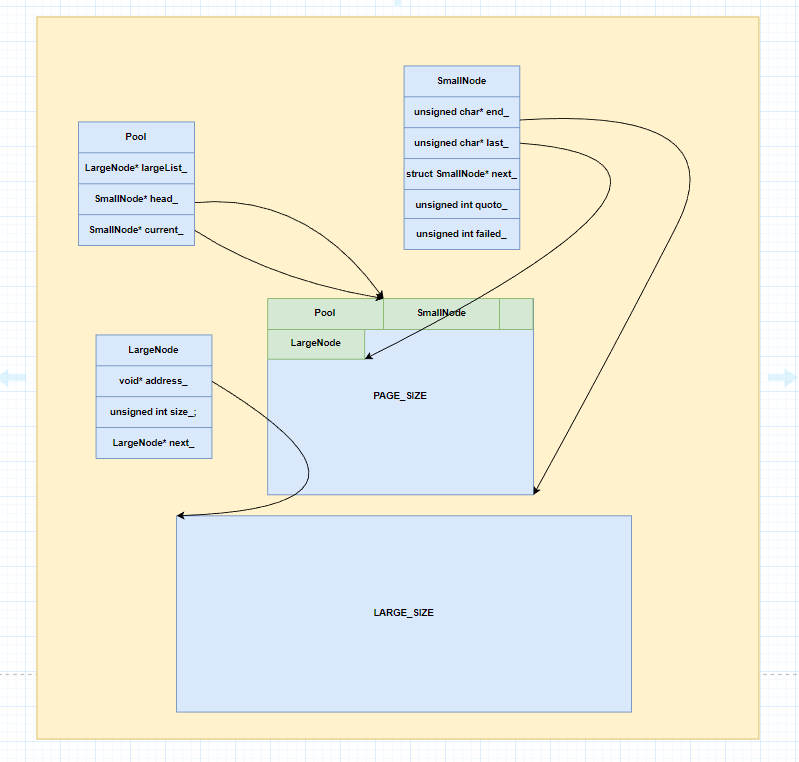 SmallNode
unsigned char* end_
unsigned char* last_
struct SmallNode* next_
unsigned int quoto_
unsigned int failed_
Pool
LargeNode* largeList_
SmallNode* head_
SmallNode* current_
Pool
SmallNode
LargeNode
PAGE_SIZE
LargeNode
void* address_
unsigned int size_;
LargeNode* next_
LARGE_SIZE